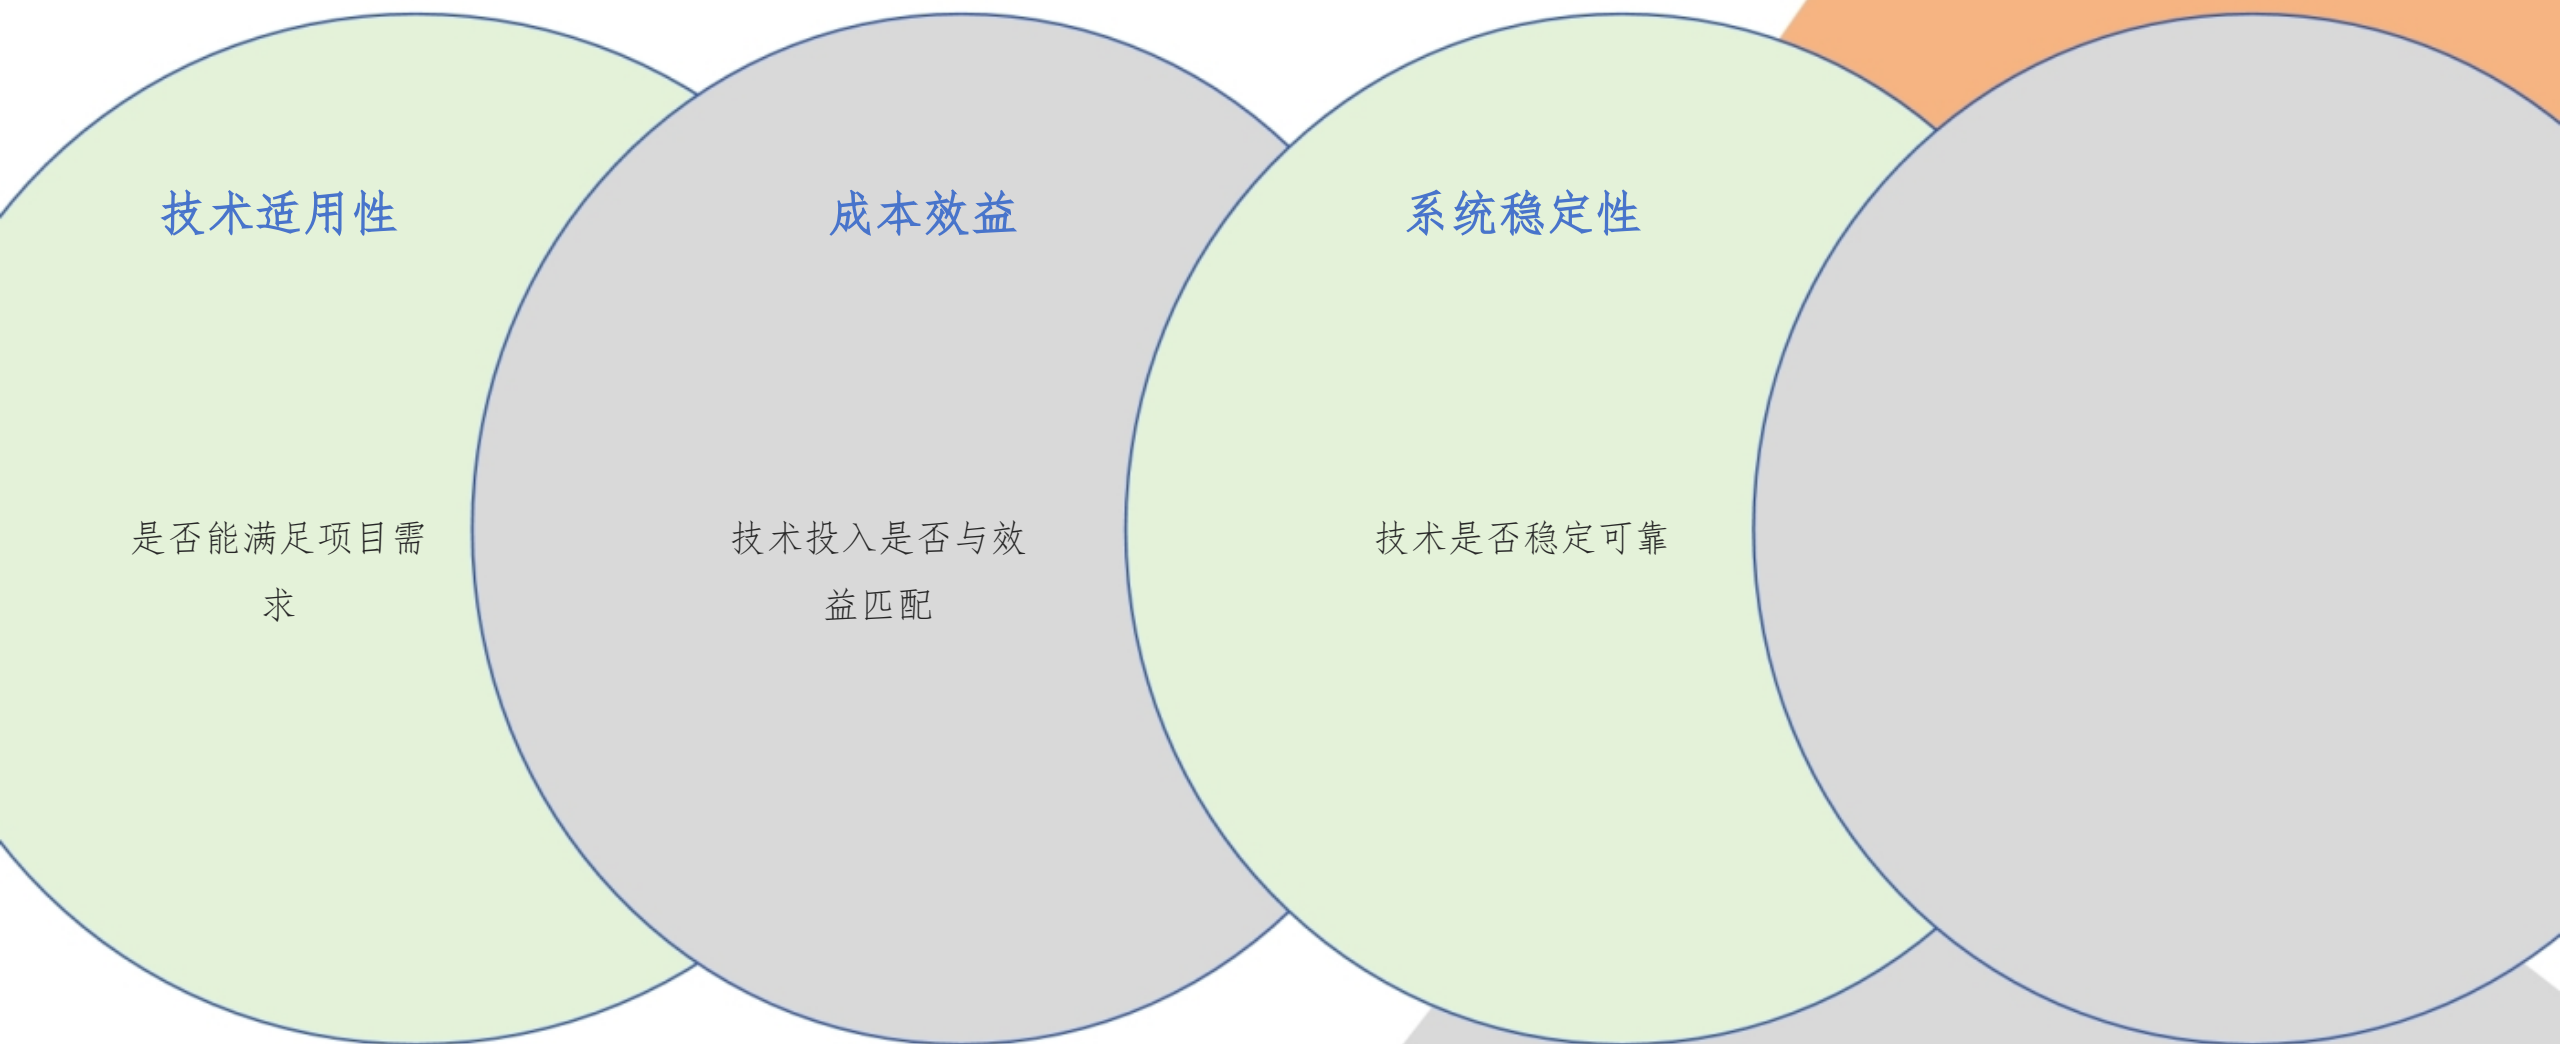 技术适用性
是否能满足项目需
求
成本效益
技术投入是否与效
益匹配
系统稳定性
技术是否稳定可靠